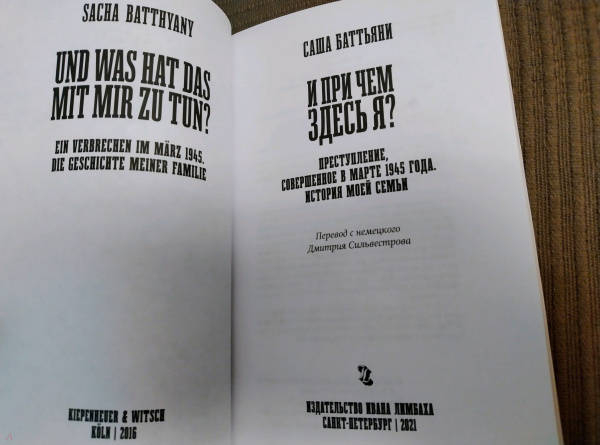 SACHA BATTHYANY
UND WAS HAT DAS
MIT MIR ZU TUN?
EIN VERBRECHEN IM MÄRZ 1945.
DIE GESCHICHTE MEINER FAMILIE
KIEPENHEUER & WITSCH
KÖLN | 2016
САША БАТТЬЯНИ
И ПРИ ЧЕМ
ЗДЕСЬ Я?
ПРЕСТУПЛЕНИЕ,
СОВЕРШЕННОЕ В МАРТЕ 1945 ГОДА.
ИСТОРИЯ МОЕЙ СЕМЬИ
Перевод с немецкого
Дмитрия Сильвестрова
ИЗДАТЕЛЬСТВО ИВАНА ЛИМБАХА
САНКТ-ПЕТЕРБУРГ | 2021